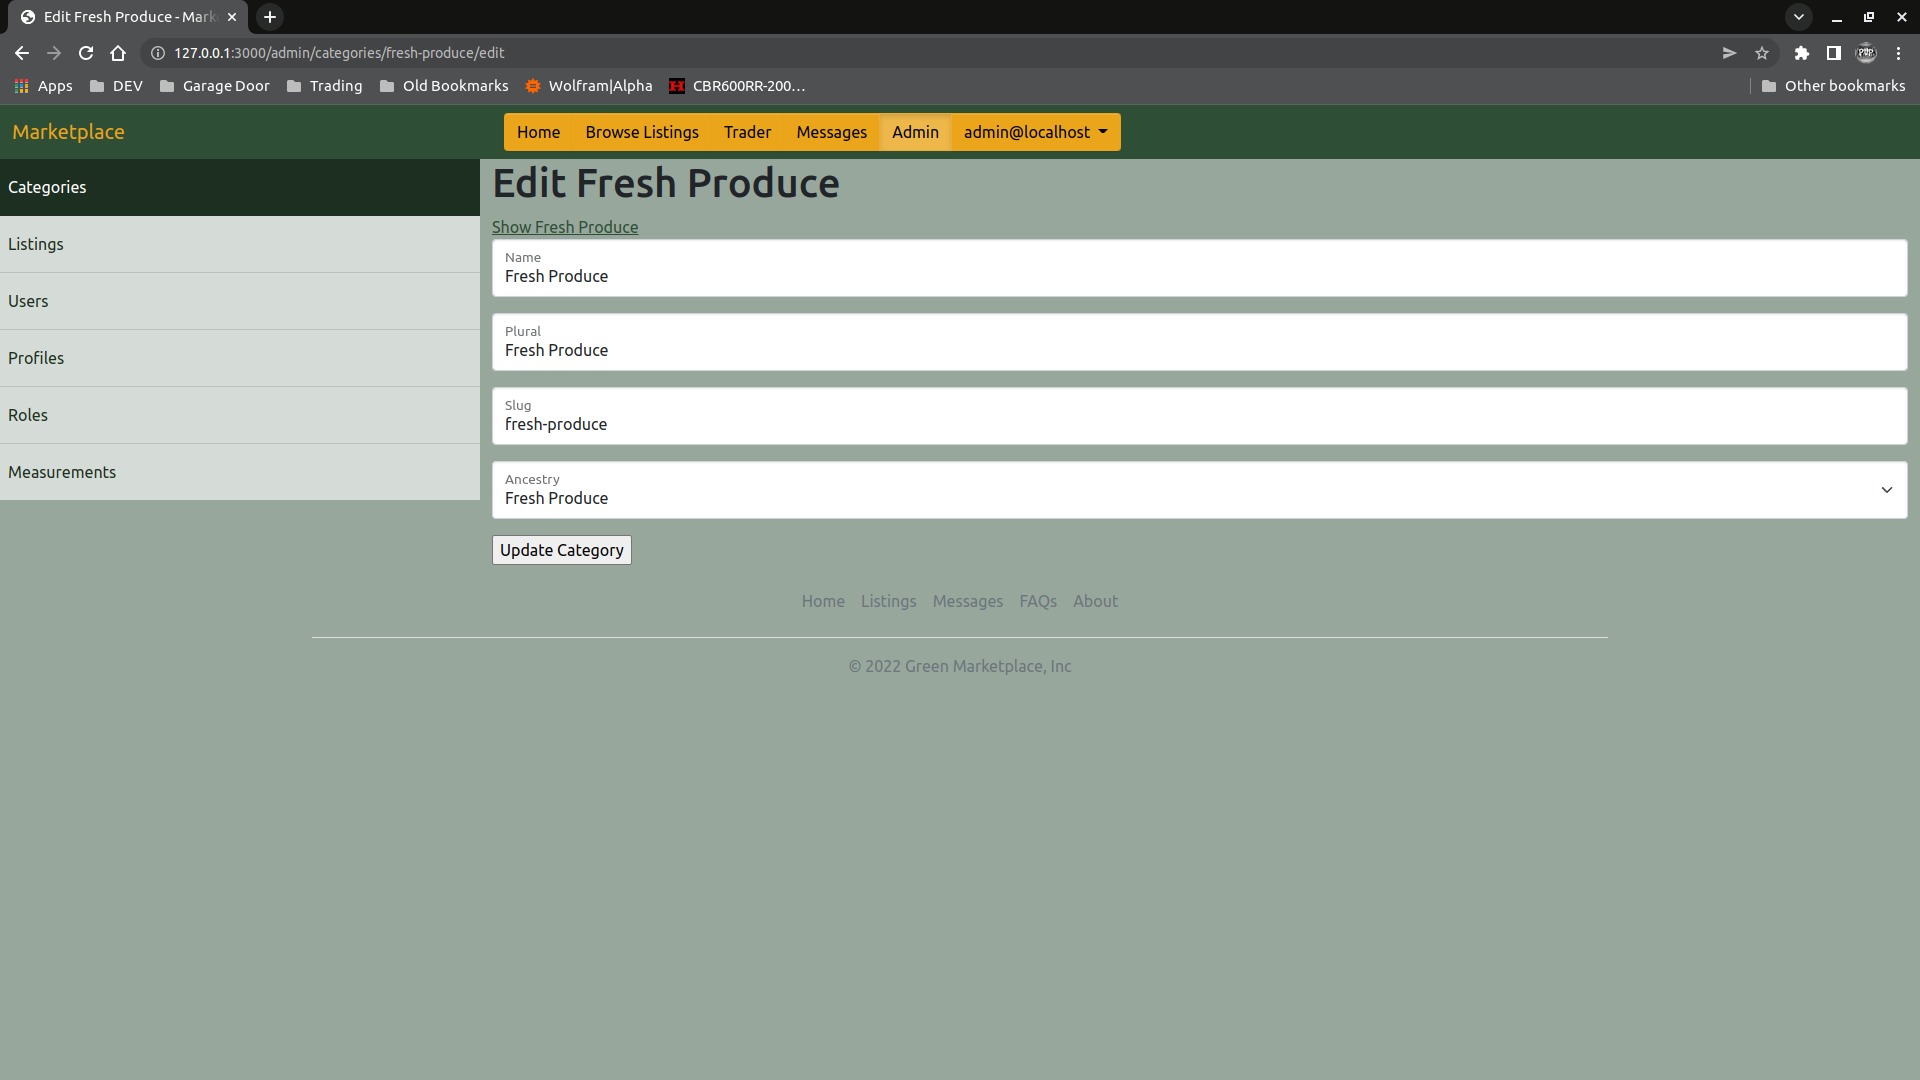 Edit Fresh Produce - Mark
127.0.0.1:3000/admin/categories/fresh-produce/edit
Apps DEV Garage Door Trading Old Bookmarks Wolfram|Alpha CBR600RR-200… Other bookmarks
Marketplace Home Browse Listings Trader Messages Admin admin@localhost
Categories
Listings
Users
Profiles
Roles
Measurements
Edit Fresh Produce
Show Fresh Produce
Name
Fresh Produce
Plural
Fresh Produce
Slug
fresh-produce
Ancestry
Fresh Produce
Update Category
Home Listings Messages FAQs About
© 2022 Green Marketplace, Inc